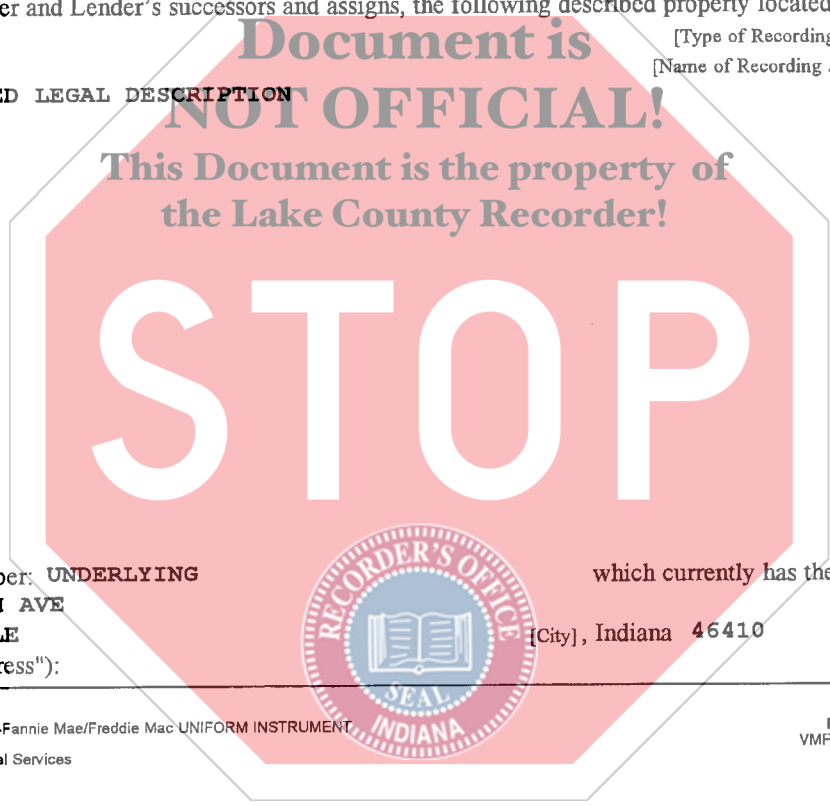 er and Lender's successors and assigns, the following described property located
Document is
[Type of Recording
[Name of Recording
ED LEGAL DESCRIPTION
NOT OFFICIAL!
This Document is the property of
the Lake County Recorder!
STOP
ber: UNDERLYING which currently has the
AVE
LE [City], Indiana 46410
ress"):
RECORDER'S OFFICE
SEAL
INDIANA
-Fannie Mae/Freddie Mac UNIFORM INSTRUMENT
VMP
al Services